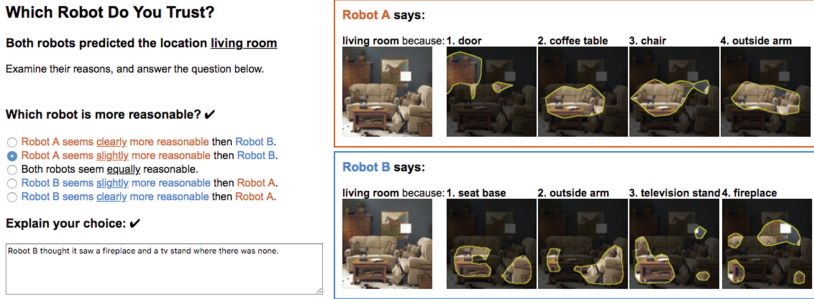 Which Robot Do You Trust?
Both robots predicted the location living room
Examine their reasons, and answer the question below.
Which robot is more reasonable? ✔
Robot A seems clearly more reasonable then Robot B.
Robot A seems slightly more reasonable then Robot B.
Both robots seem equally reasonable.
Robot B seems slightly more reasonable then Robot A.
Robot B seems clearly more reasonable then Robot A.
Explain your choice: ✔
Robot B thought it saw a fireplace and a tv stand where there was none.
Robot A says:
living room because: 1. door 2. coffee table 3. chair 4. outside arm
Robot B says:
living room because: 1. seat base 2. outside arm 3. television stand 4. fireplace